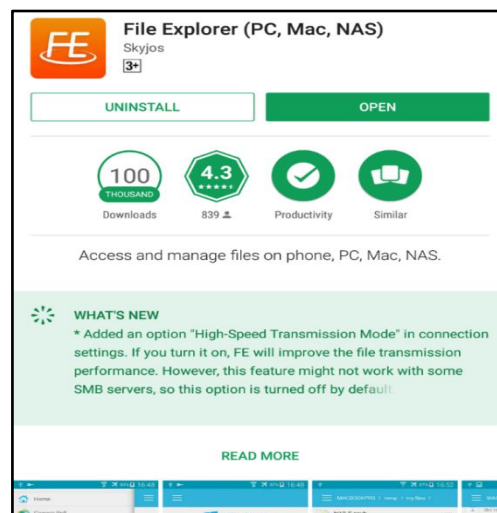 FE
File Explorer (PC, Mac, NAS)
Skyjos
3+
UNINSTALL
OPEN
100
THOUSAND
Downloads
4.3
839
Productivity
Similar
Access and manage files on phone, PC, Mac, NAS.
WHAT'S NEW
* Added an option "High-Speed Transmission Mode" in connection
settings. If you turn it on, FE will improve the file transmission
performance. However, this feature might not work with some
SMB servers, so this option is turned off by default.
READ MORE
16:48
16:48
16:52
Home